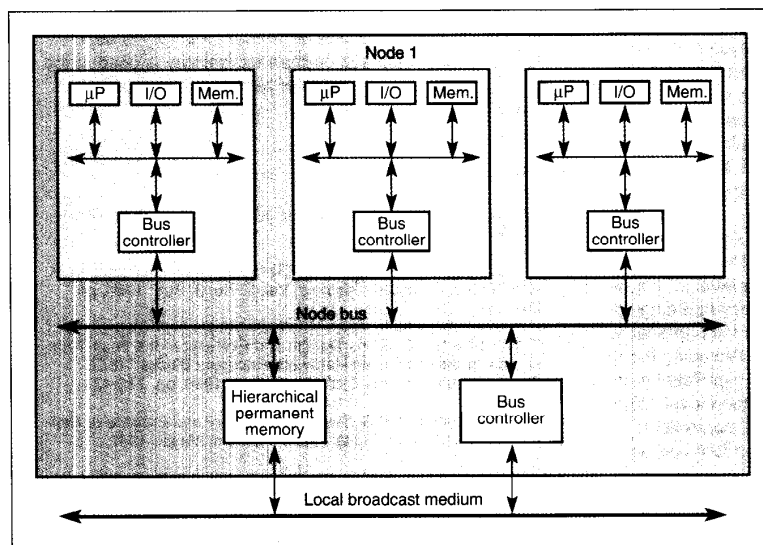 Node 1
μP I/O Mem.
μP I/O Mem.
μP I/O Mem.
Bus
controller
Bus
controller
Bus
controller
Node bus
Hierarchical
permanent
memory
Bus
controller
Local broadcast medium